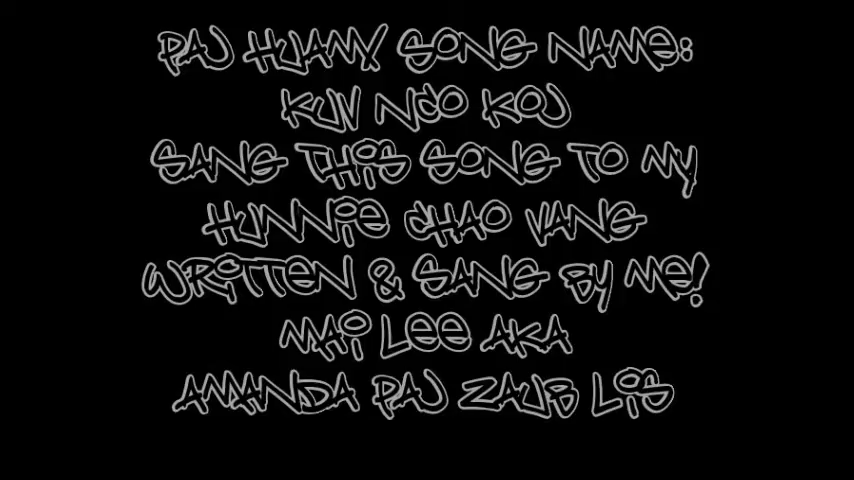 PAJ HUAMX SONG NAME:
KUV NCO KOJ
SANG THIS SONG TO MY
HUNNIE CHAO VANG
WRITTEN & SANG BY ME!
MAI LEE AKA
AMANDA PAJ ZAUB LIS